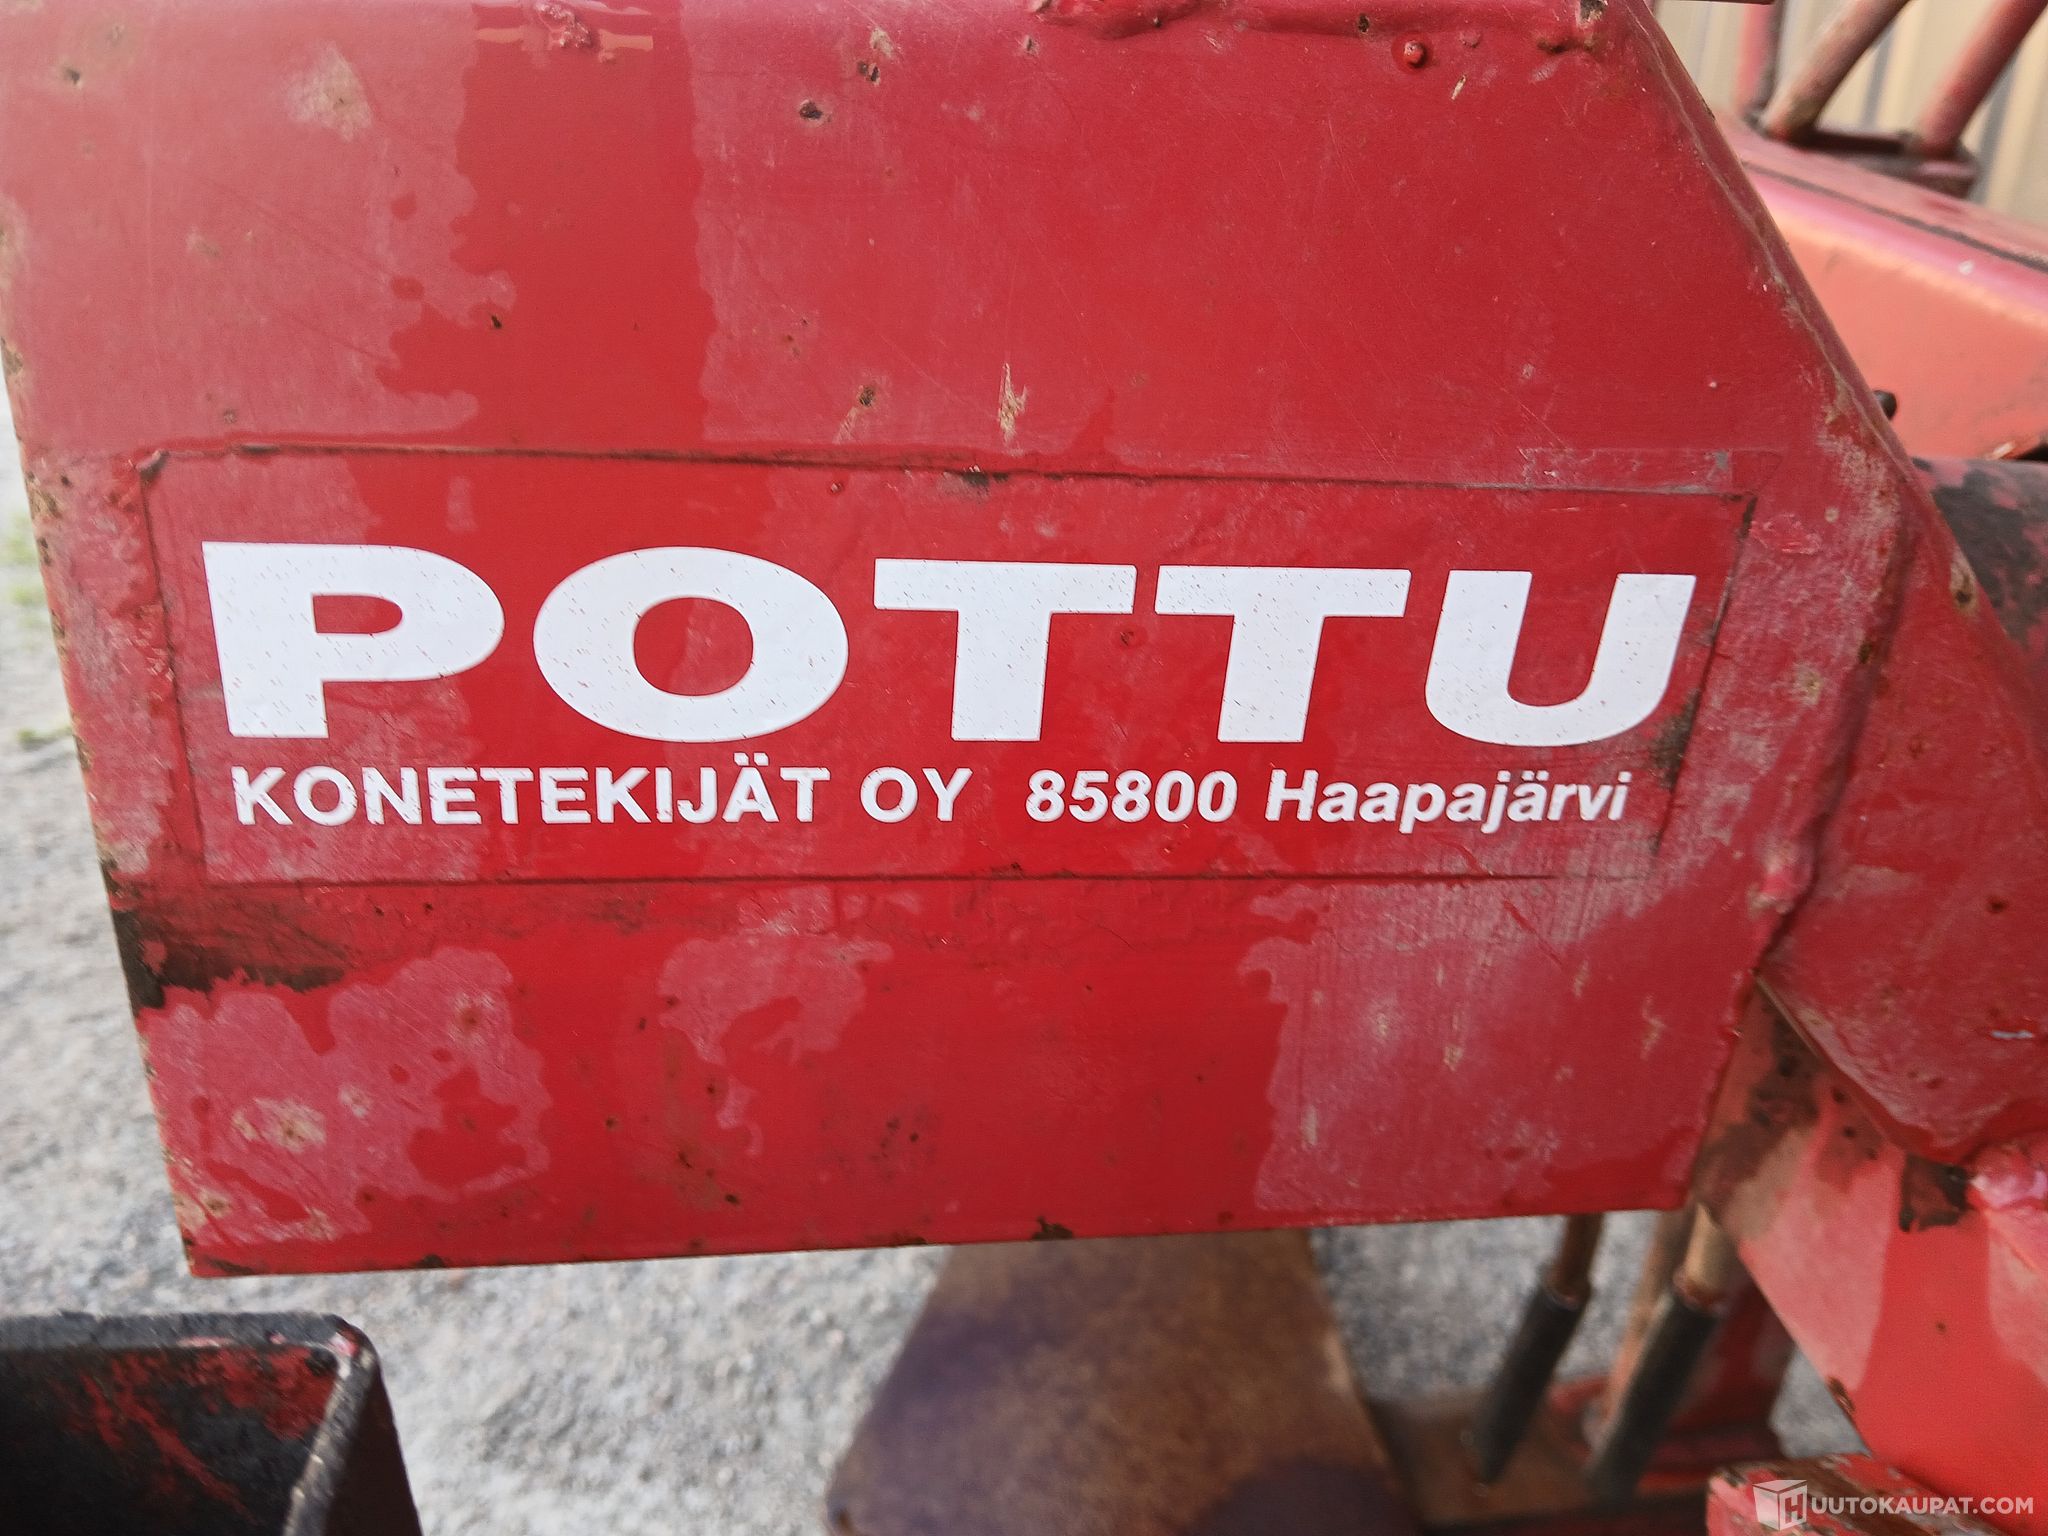 POTTU
KONETEKIJÄT OY 85800 Haapajärvi
HUUTOKAUPAT.COM